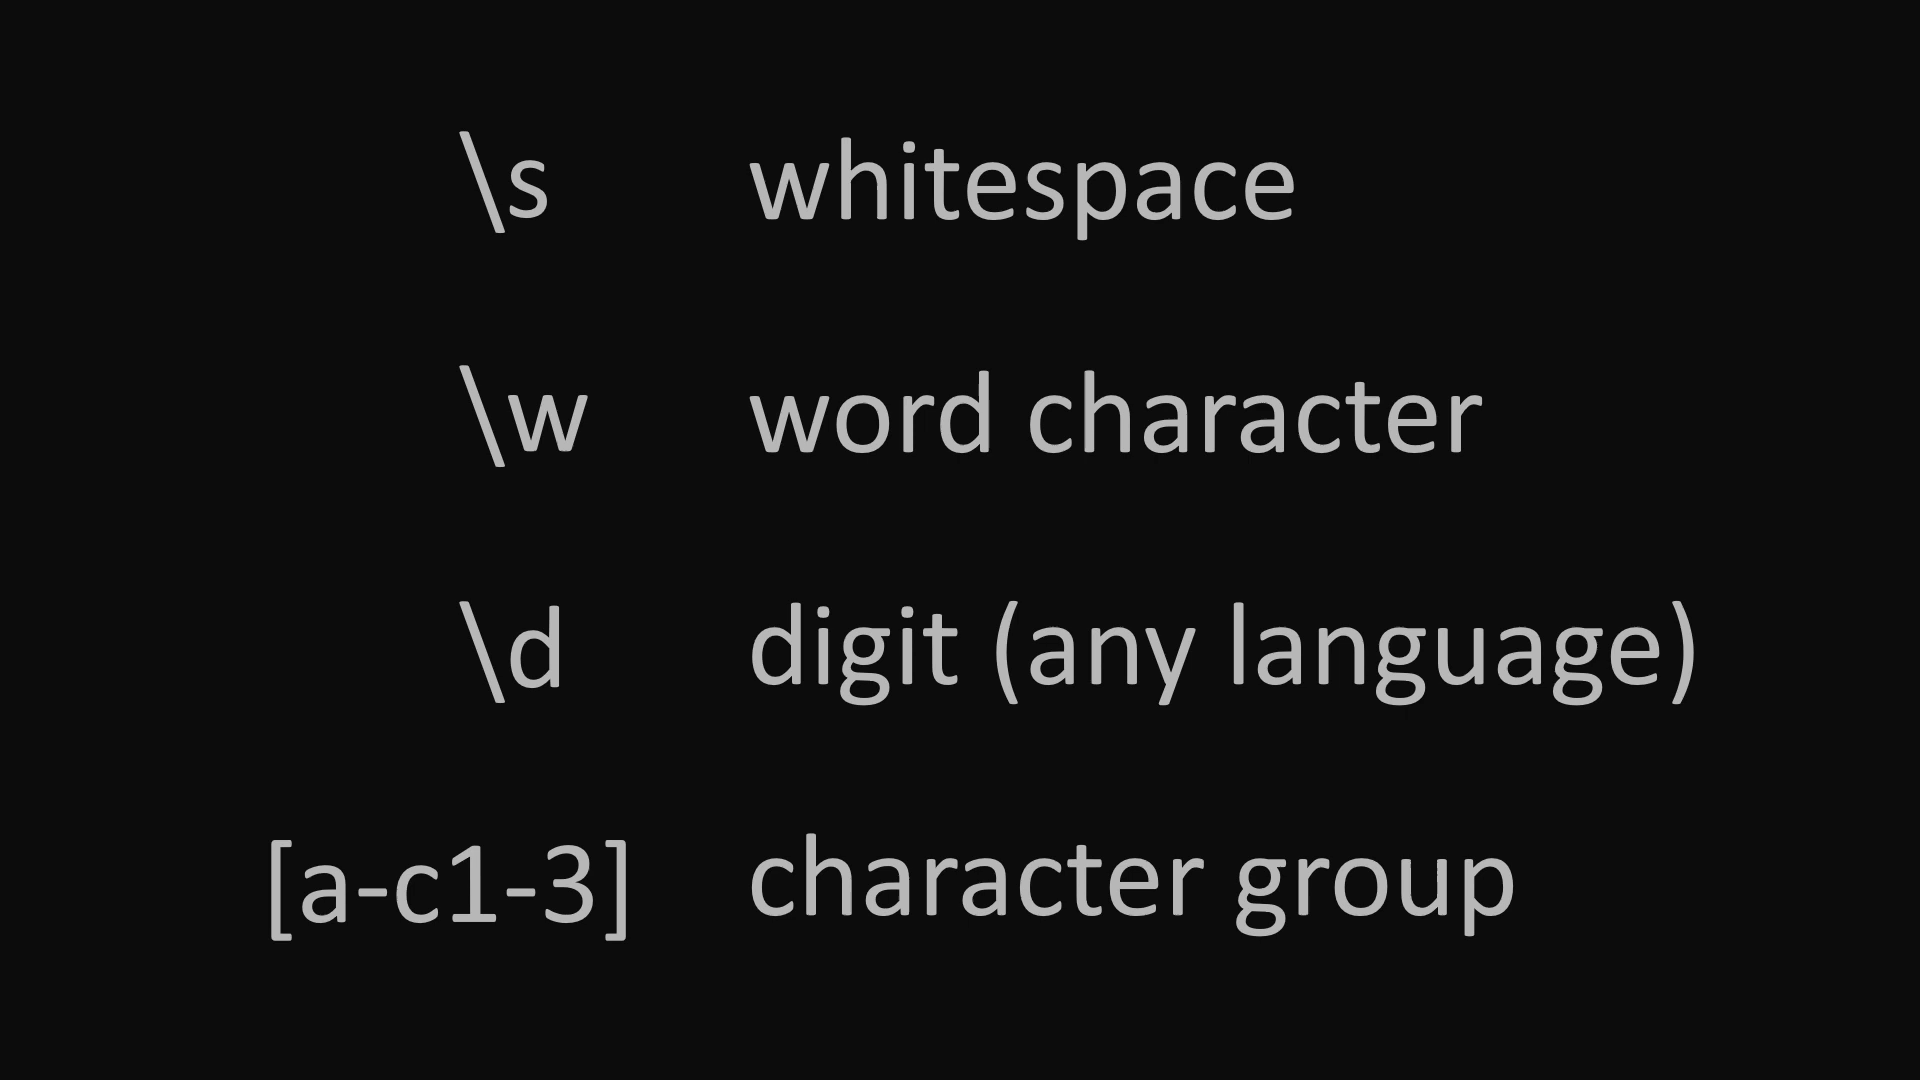 \s whitespace
\w word character
\d digit (any language)
[a-c1-3] character group